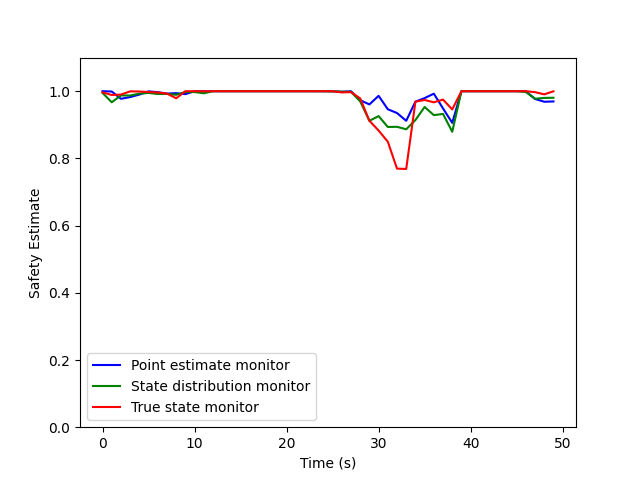 1.0
0.8
0.6
0.4
0.2
0.0
Safety Estimate
Point estimate monitor
State distribution monitor
True state monitor
0 10 20 30 40 50
Time (s)